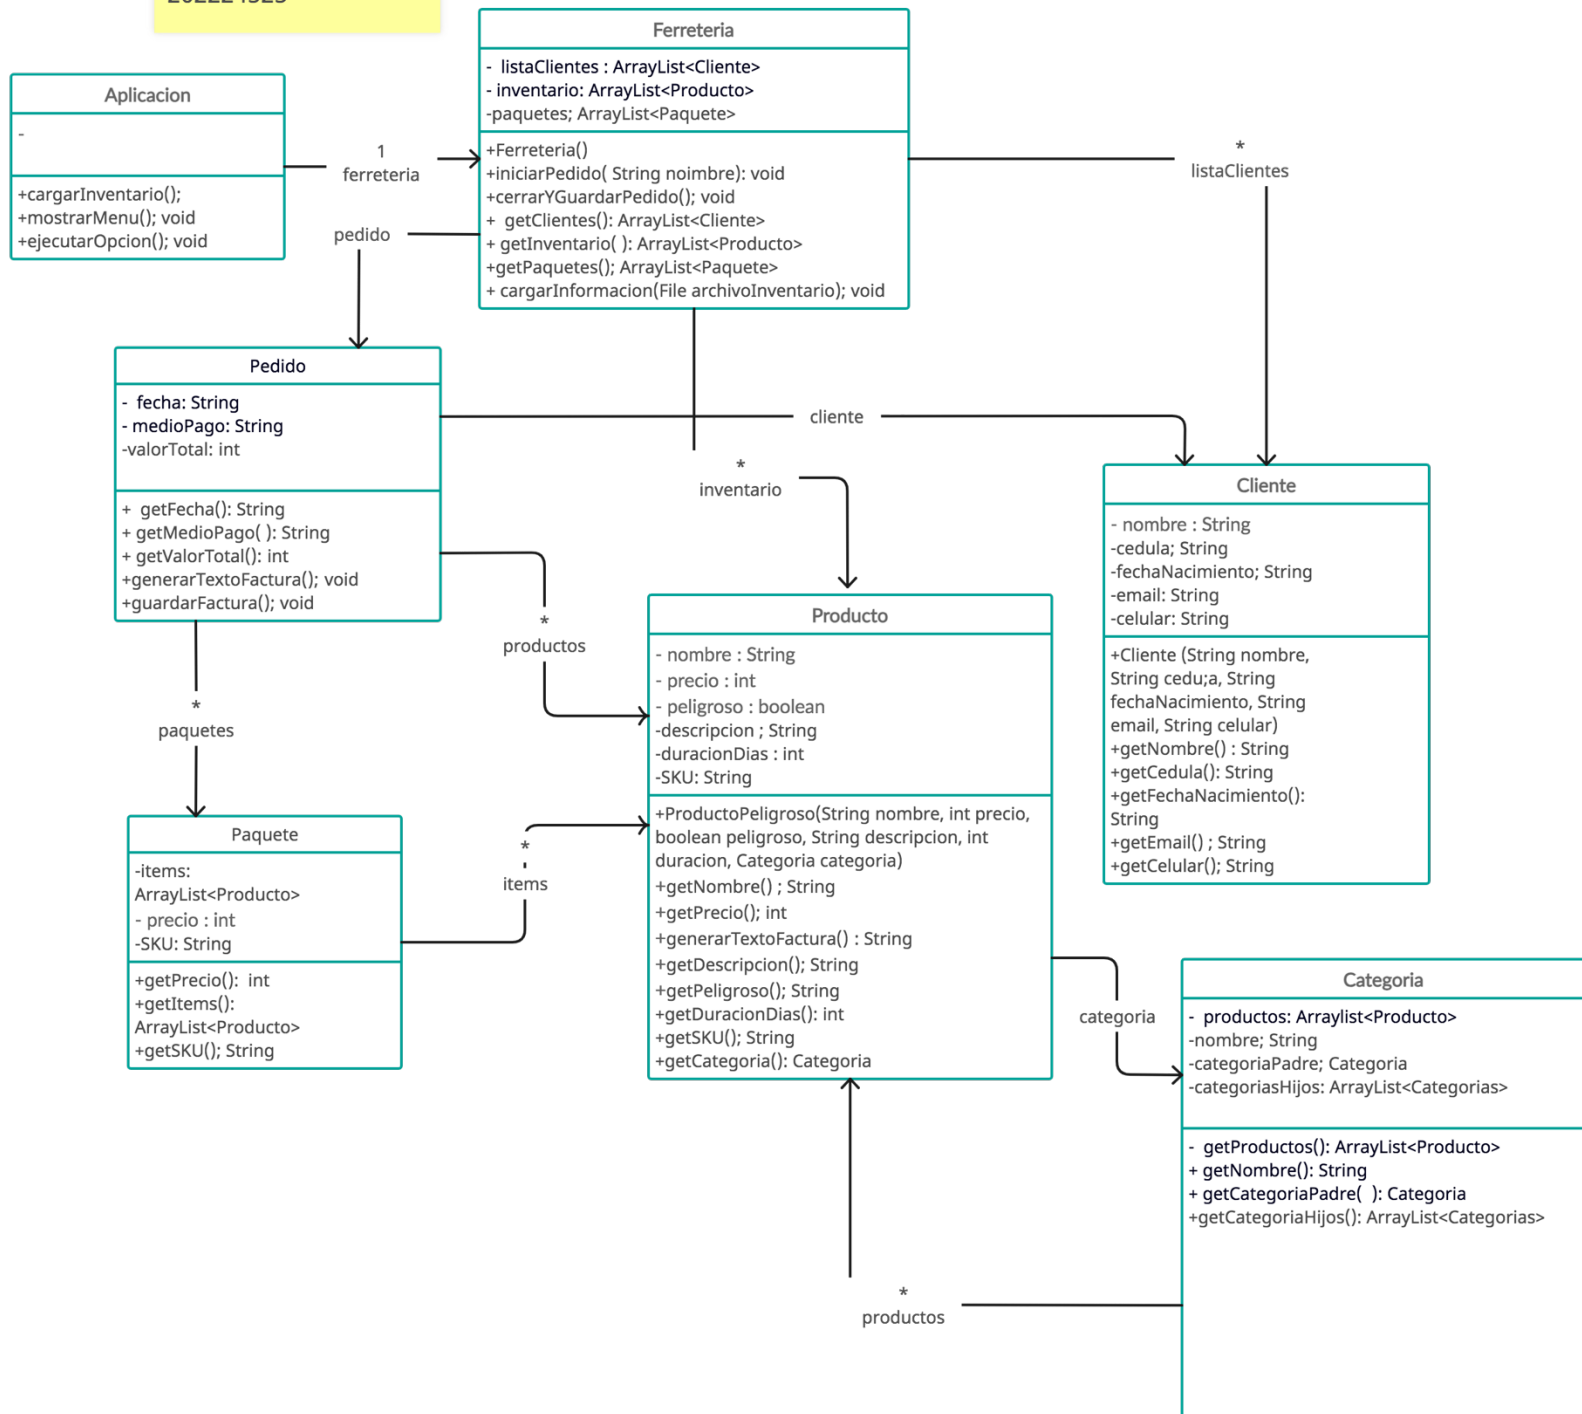 Ferreteria
- listaClientes : ArrayList<Cliente>
- inventario: ArrayList<Producto>
-paquetes; ArrayList<Paquete>
+Ferreteria()
+iniciarPedido( String noimbre): void
+cerrarYGuardarPedido(); void
+ getClientes(): ArrayList<Cliente>
+ getInventario( ): ArrayList<Producto>
+getPaquetes(); ArrayList<Paquete>
+ cargarInformacion(File archivoInventario); void
Aplicacion
-
+cargarInventario();
+mostrarMenu(); void
+ejecutarOpcion(); void
1
ferreteria
*
listaClientes
pedido
Pedido
- fecha: String
- medioPago: String
-valorTotal: int
+ getFecha(): String
+ getMedioPago( ): String
+ getValorTotal(): int
+generarTextoFactura(); void
+guardarFactura(); void
cliente
*
inventario
Cliente
- nombre : String
-cedula; String
-fechaNacimiento; String
-email: String
-celular: String
+Cliente (String nombre,
String cedu;a, String
fechaNacimiento, String
email, String celular)
+getNombre() : String
+getCedula(): String
+getFechaNacimiento():
String
+getEmail() ; String
+getCelular(); String
*
productos
*
paquetes
Producto
- nombre : String
- precio : int
- peligroso : boolean
-descripcion ; String
-duracionDias : int
-SKU: String
+ProductoPeligroso(String nombre, int precio,
boolean peligroso, String descripcion, int
duracion, Categoria categoria)
+getNombre() ; String
+getPrecio(); int
+generarTextoFactura() : String
+getDescripcion(); String
+getPeligroso(); String
+getDuracionDias(): int
+getSKU(); String
+getCategoria(): Categoria
Paquete
-items:
ArrayList<Producto>
- precio : int
-SKU: String
+getPrecio(): int
+getItems():
ArrayList<Producto>
+getSKU(); String
*
items
categoria
Categoria
- productos: Arraylist<Producto>
-nombre; String
-categoriaPadre; Categoria
-categoriasHijos: ArrayList<Categorias>
- getProductos(): ArrayList<Producto>
+ getNombre(): String
+ getCategoriaPadre( ): Categoria
+getCategoriaHijos(): ArrayList<Categorias>
*
productos